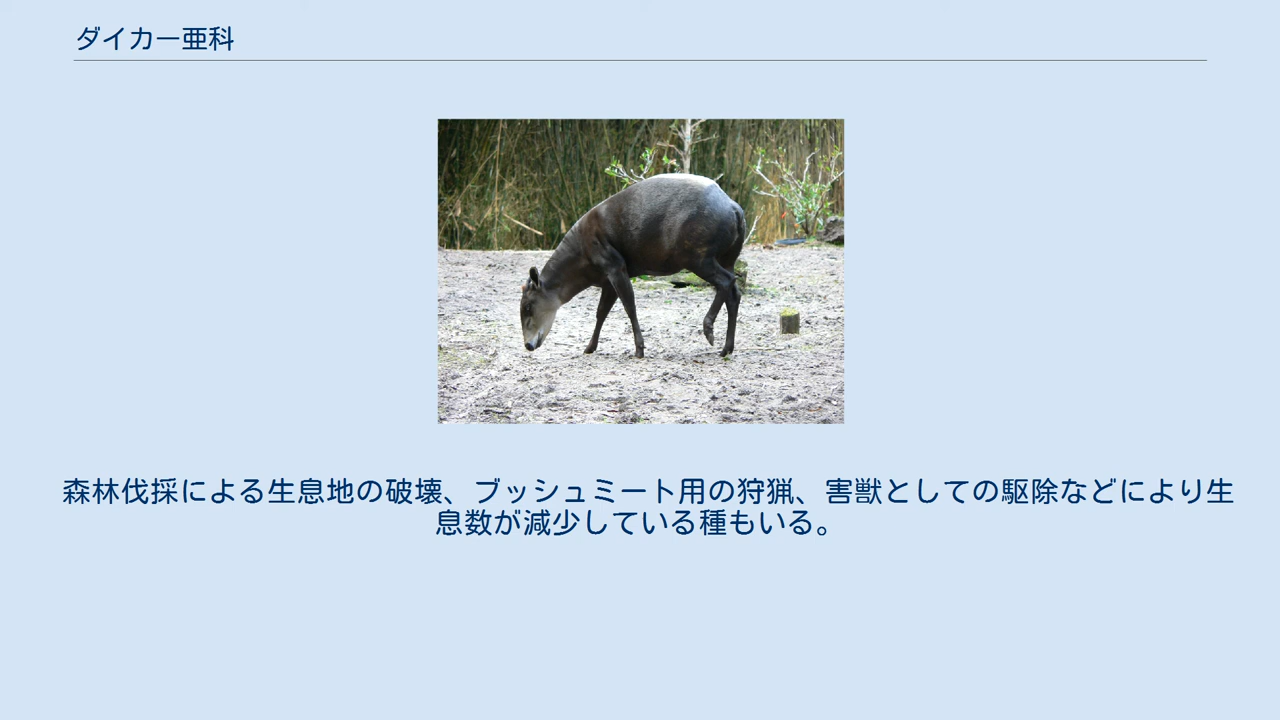 ダイカー亜科
森林伐採による生息地の破壊、ブッシュミート用の狩猟、害獣としての駆除などにより生
息数が減少している種もいる。